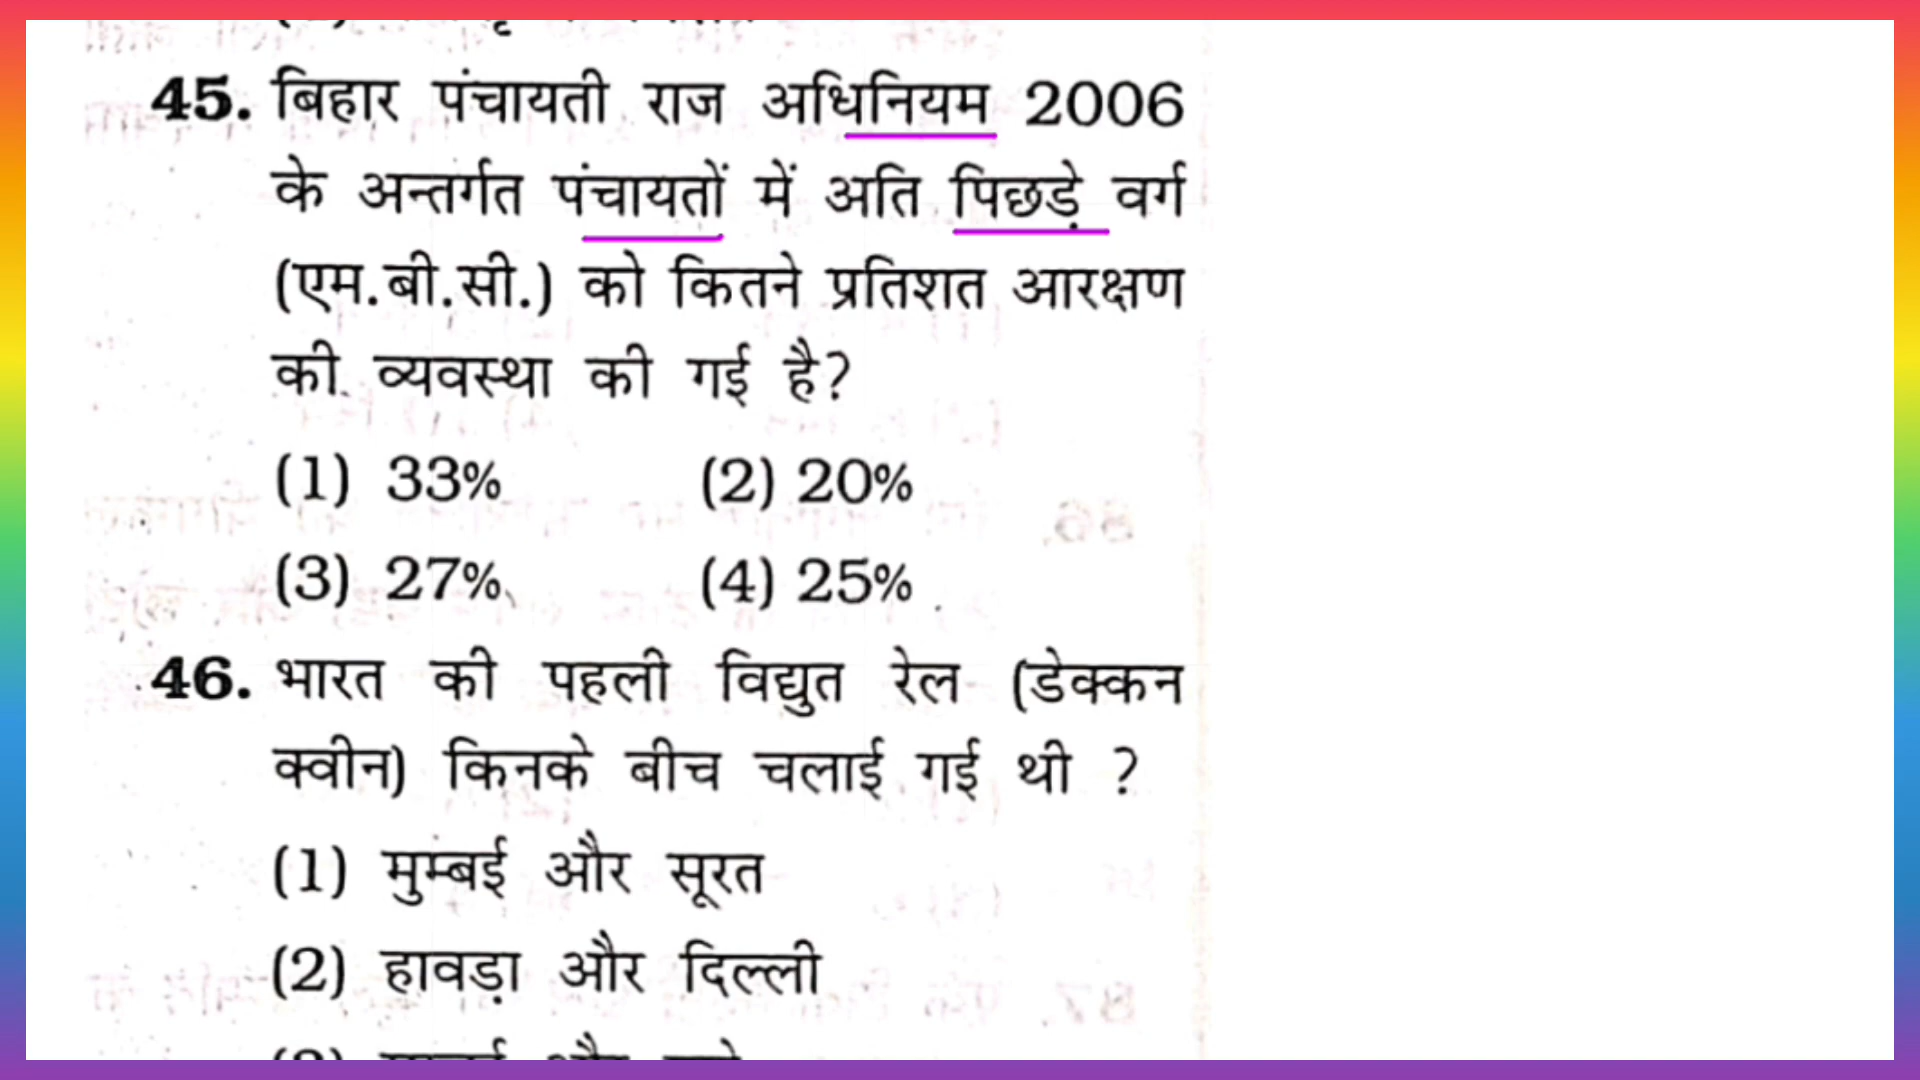 45. बिहार पंचायती राज अधिनियम 2006
के अन्तर्गत पंचायतों में अति पिछड़े वर्ग
(एम.बी.सी.) को कितने प्रतिशत आरक्षण
की व्यवस्था की गई है?
(1) 33% (2) 20%
(3) 27% (4) 25%
46. भारत की पहली विद्युत रेल (डेक्कन
क्वीन) किनके बीच चलाई गई थी ?
(1) मुम्बई और सूरत
(2) हावड़ा और दिल्ली